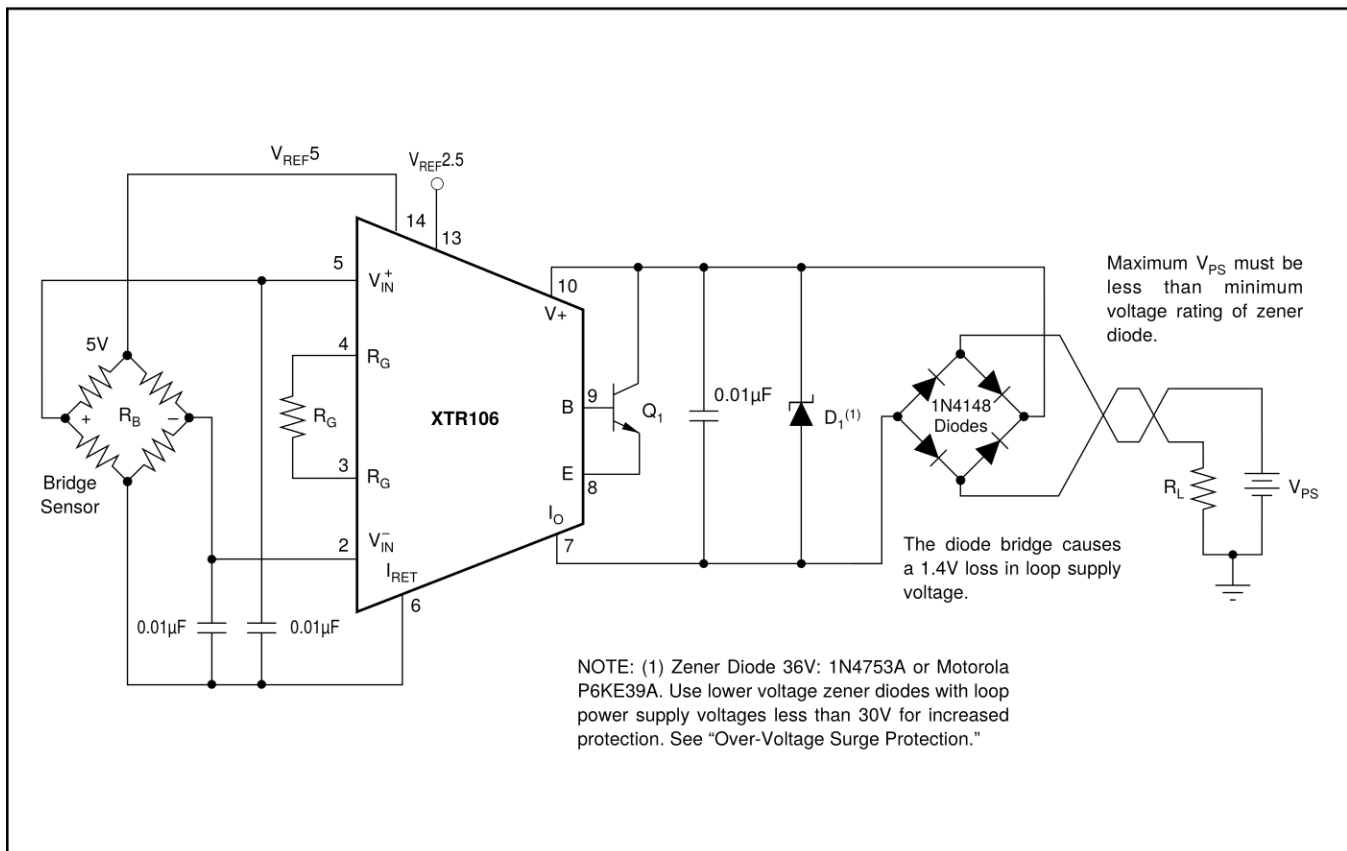 V_REF5
V_REF2.5
14
13
5
V_IN^+
10
V+
4
R_G
5V
+
R_B
−
R_G
XTR106
B
9
Q1
0.01µF
D1(1)
1N4148
Diodes
3
R_G
E
8
Bridge
Sensor
I_O
7
2
V_IN^−
I_RET
6
0.01µF
0.01µF
Maximum V_PS must be
less than minimum
voltage rating of zener
diode.
R_L
V_PS
The diode bridge causes
a 1.4V loss in loop supply
voltage.
NOTE: (1) Zener Diode 36V: 1N4753A or Motorola
P6KE39A. Use lower voltage zener diodes with loop
power supply voltages less than 30V for increased
protection. See “Over-Voltage Surge Protection.”